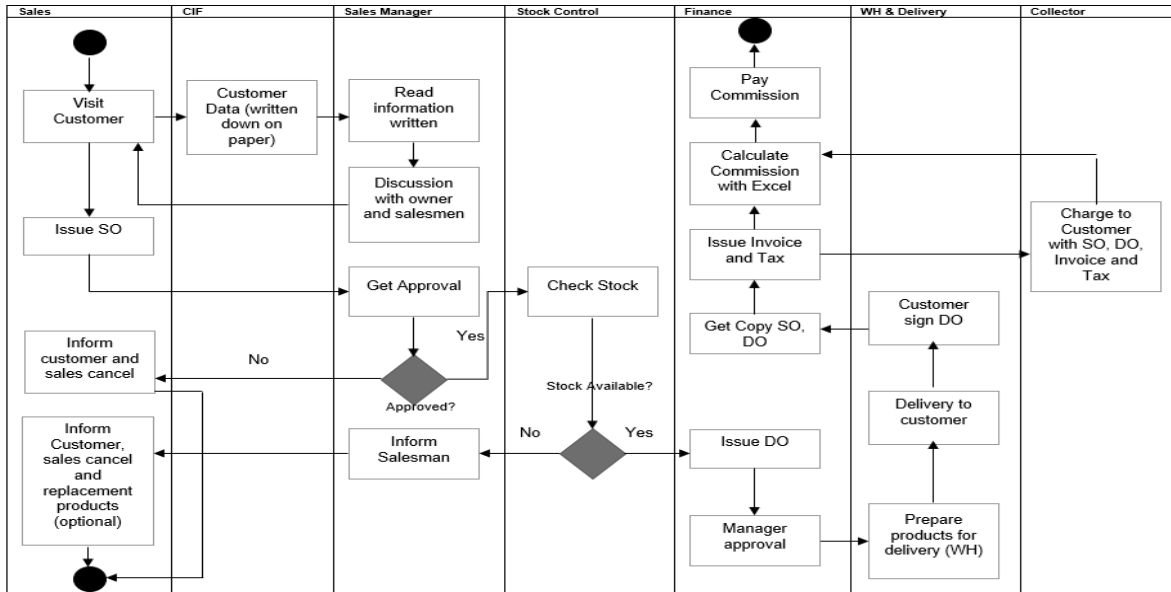 Sales
CIF
Sales Manager
Stock Control
Finance
WH & Delivery
Collector
Visit
Customer
Customer
Data (written
down on
paper)
Read
information
written
Pay
Commission
Discussion
with owner
and salesmen
Calculate
Commission
with Excel
Issue SO
Issue Invoice
and Tax
Charge to
Customer
with SO, DO,
Invoice and
Tax
Get Approval
Check Stock
Customer
sign DO
Get Copy SO,
DO
Yes
Inform
customer and
sales cancel
No
Approved?
Stock Available?
Delivery to
customer
Inform
Customer,
sales cancel
and
replacement
products
(optional)
Inform
Salesman
No
Yes
Issue DO
Manager
approval
Prepare
products for
delivery (WH)